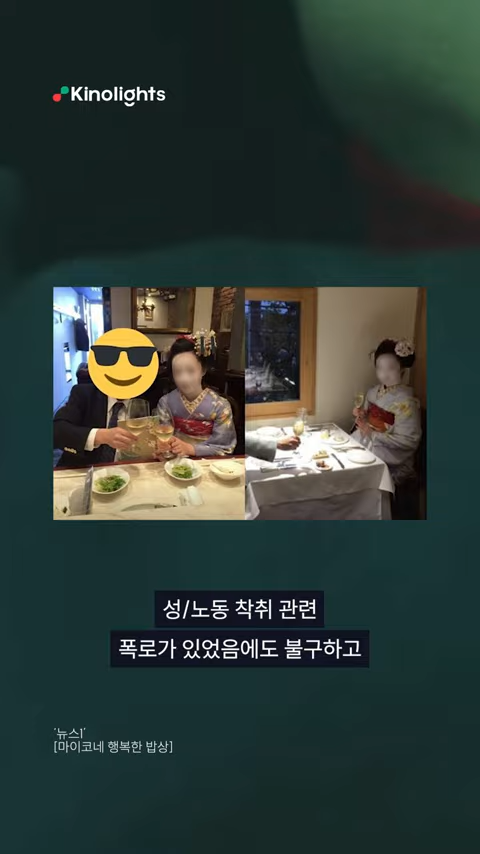 Kinolights
성/노동 착취 관련
폭로가 있었음에도 불구하고
'뉴스1'
[마이코네 행복한 밥상]